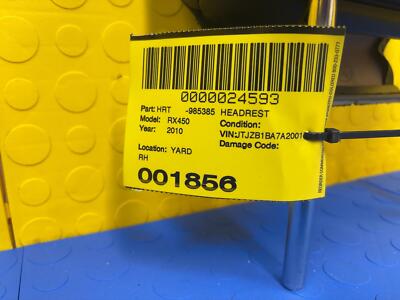 0000024593
Part: HRT -985385 HEADREST
Model: RX450 Condition:
Year: 2010 VIN:JTJZB1BA7A2001
Location: YARD Damage Code:
RH
001856